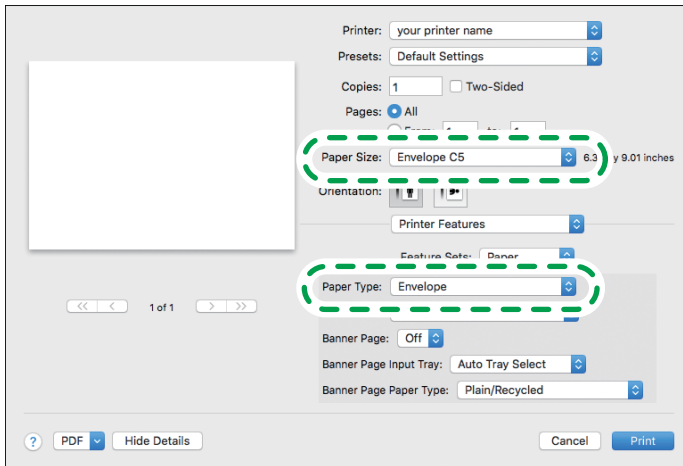 Printer: your printer name
Presets: Default Settings
Copies: 1 Two-Sided
Pages: All
Paper Size: Envelope C5 6.3 y 9.01 inches
Orientation:
Printer Features
Feature Sets: Paper
Paper Type: Envelope
<< < 1 of 1 > >>
Banner Page: Off
Banner Page Input Tray: Auto Tray Select
Banner Page Paper Type: Plain/Recycled
? PDF Hide Details Cancel Print